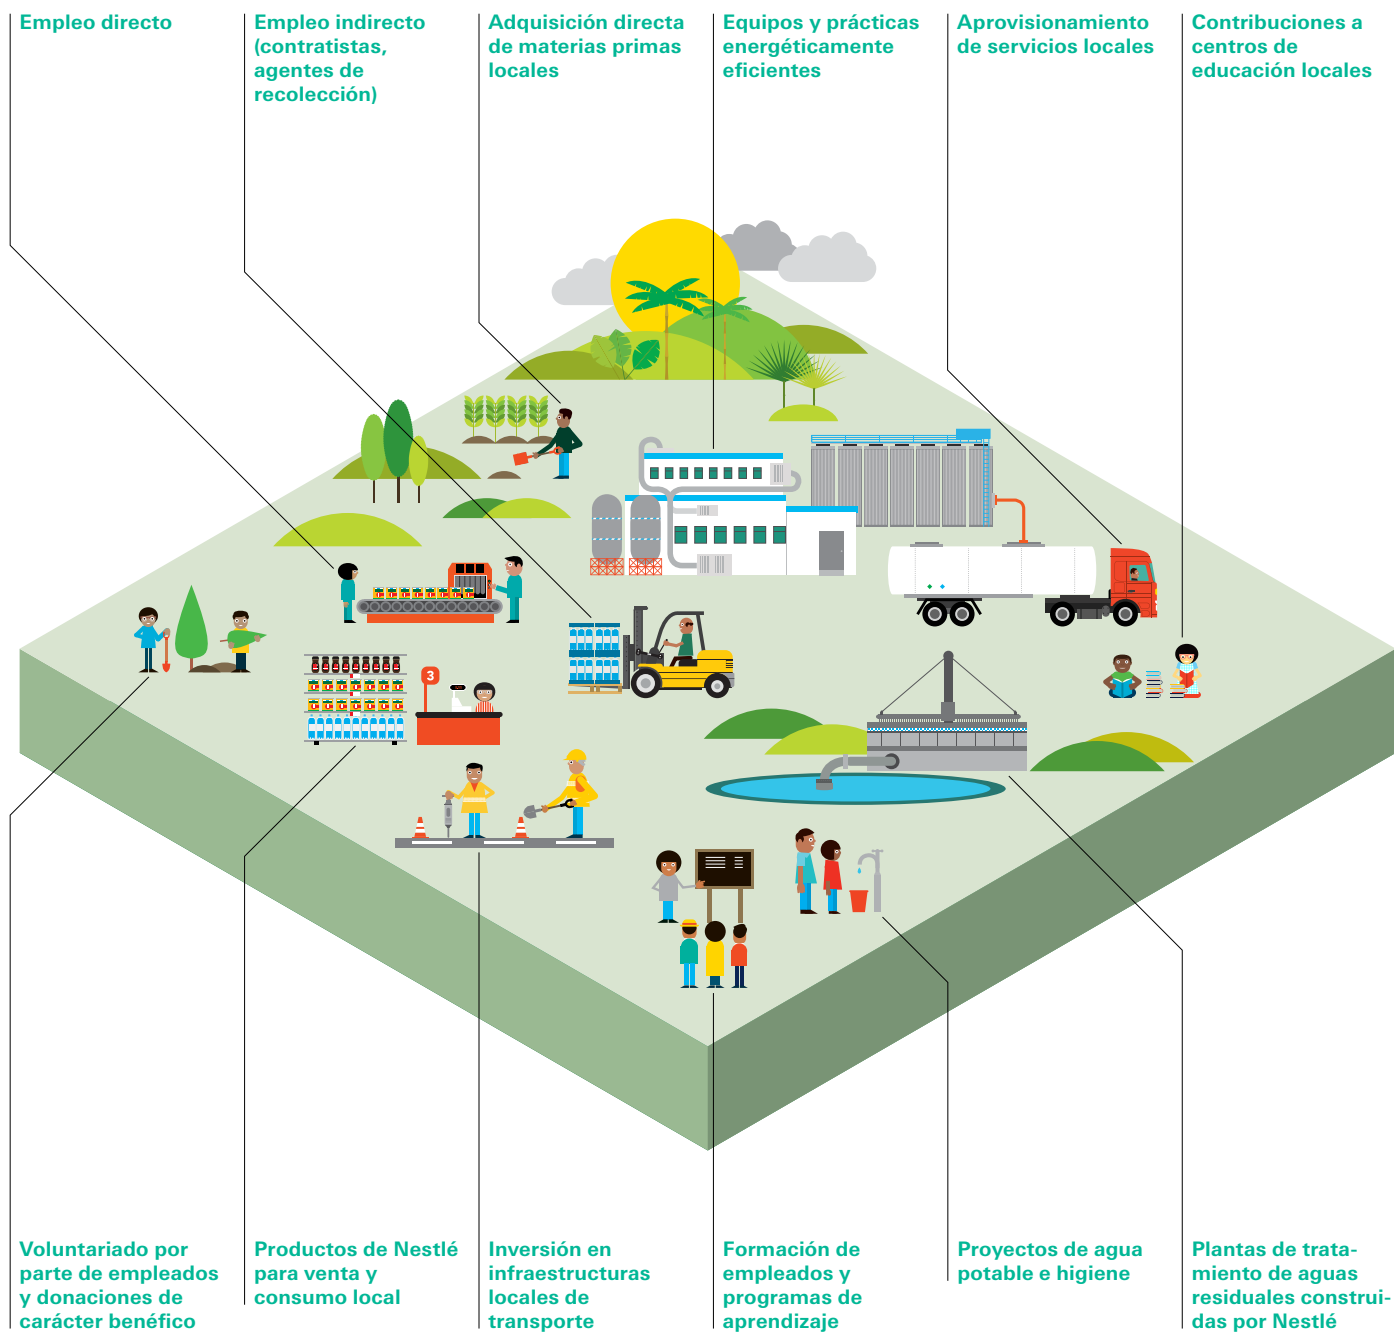 Empleo directo
Empleo indirecto
(contratistas,
agentes de
recolección)
Adquisición directa
de materias primas
locales
Equipos y prácticas
energéticamente
eficientes
Aprovisionamiento
de servicios locales
Contribuciones a
centros de
educación locales
3
Voluntariado por
parte de empleados
y donaciones de
carácter benéfico
Productos de Nestlé
para venta y
consumo local
Inversión en
infraestructuras
locales de
transporte
Formación de
empleados y
programas de
aprendizaje
Proyectos de agua
potable e higiene
Plantas de trata-
miento de aguas
residuales construi-
das por Nestlé